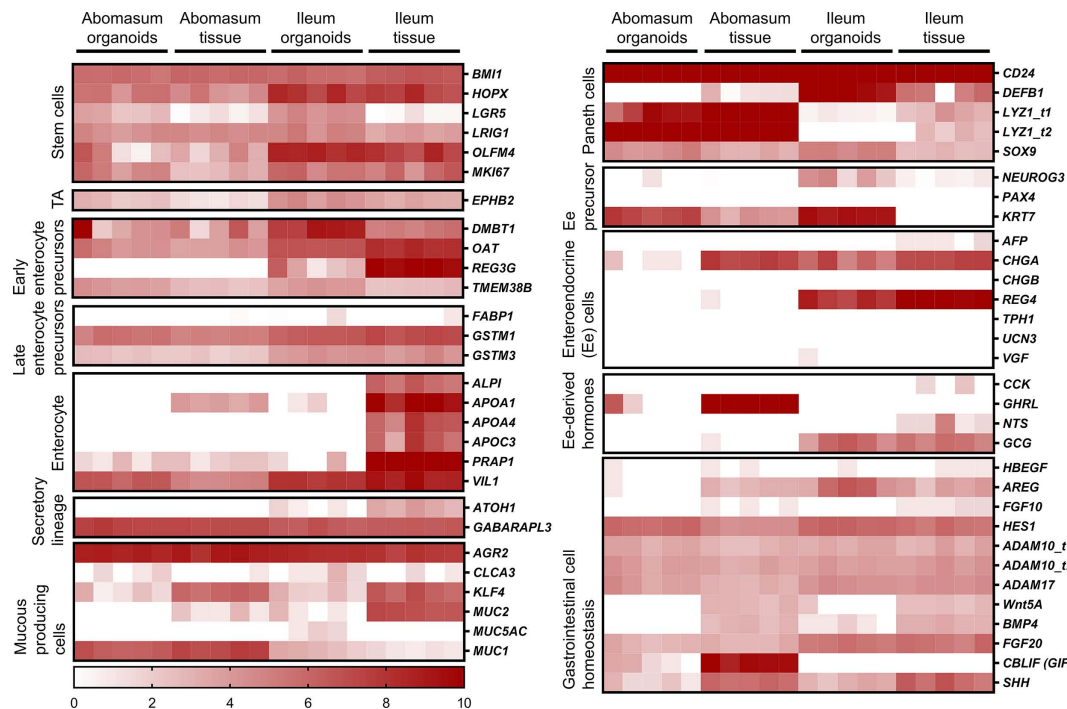 Abomasum organoids
Abomasum tissue
Ileum organoids
Ileum tissue
Stem cells
BMI1
HOPX
LGR5
LRIG1
OLFM4
MKI67
TA
EPHB2
Early enterocyte precursors
DMBT1
OAT
REG3G
TMEM38B
Late enterocyte precursors
FABP1
GSTM1
GSTM3
Enterocyte
ALPI
APOA1
APOA4
APOC3
PRAP1
VIL1
Secretory lineage
ATOH1
GABARAPL3
Mucous producing cells
AGR2
CLCA3
KLF4
MUC2
MUC5AC
MUC1
0 2 4 6 8 10
Abomasum organoids
Abomasum tissue
Ileum organoids
Ileum tissue
Paneth cells
CD24
DEFB1
LYZ1_t1
LYZ1_t2
SOX9
Ee precursor
NEUROG3
PAX4
KRT7
Enteroendocrine (Ee) cells
AFP
CHGA
CHGB
REG4
TPH1
UCN3
VGF
Ee-derived hormones
CCK
GHRL
NTS
GCG
Gastrointestinal cell homeostasis
HBEGF
AREG
FGF10
HES1
ADAM10_t
ADAM10_t
ADAM17
Wnt5A
BMP4
FGF20
CBLIF (GIF
SHH